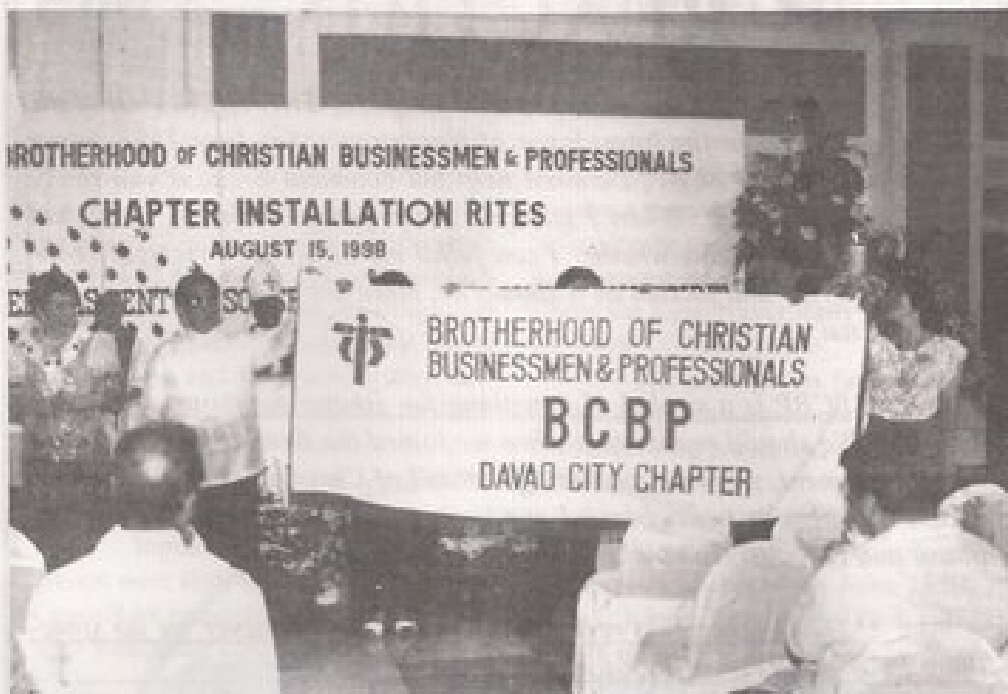 BROTHERHOOD OF CHRISTIAN BUSINESSMEN & PROFESSIONALS
CHAPTER INSTALLATION RITES
AUGUST 15, 1998
BROTHERHOOD OF CHRISTIAN
BUSINESSMEN & PROFESSIONALS
BCBP
DAVAO CITY CHAPTER